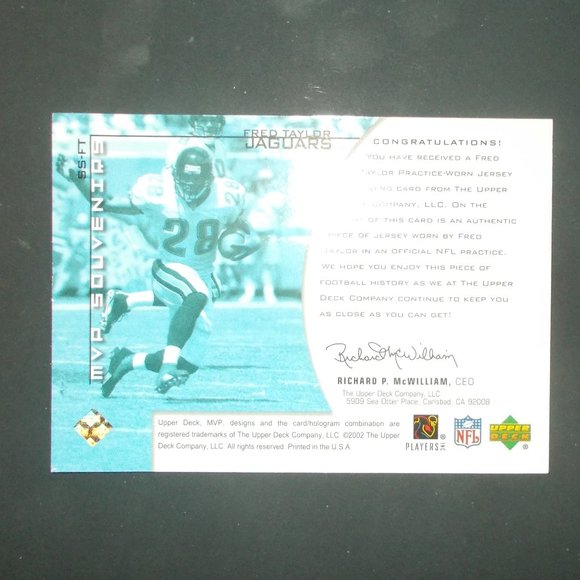 SS-FT
MVP SOUVENIRS
FRED TAYLOR
JAGUARS
28
CONGRATULATIONS!
YOU HAVE RECEIVED A FRED
TAYLOR PRACTICE-WORN JERSEY
CARD FROM THE UPPER
COMPANY, LLC. ON THE
OF THIS CARD IS AN AUTHENTIC
PIECE OF JERSEY WORN BY FRED
TAYLOR IN AN OFFICIAL NFL PRACTICE.
WE HOPE YOU ENJOY THIS PIECE OF
FOOTBALL HISTORY AS WE AT THE UPPER
DECK COMPANY CONTINUE TO KEEP YOU
AS CLOSE AS YOU CAN GET!
Richard McWilliam
RICHARD P. McWILLIAM, CEO
The Upper Deck Company, LLC
5909 Sea Otter Place, Carlsbad, CA 92008
Upper Deck, MVP, designs and the card/hologram combination are
registered trademarks of The Upper Deck Company, LLC. ©2002 The Upper
Deck Company, LLC. All rights reserved. Printed in the U.S.A.
PLAYERS INC
NFL
UPPER
DECK
®